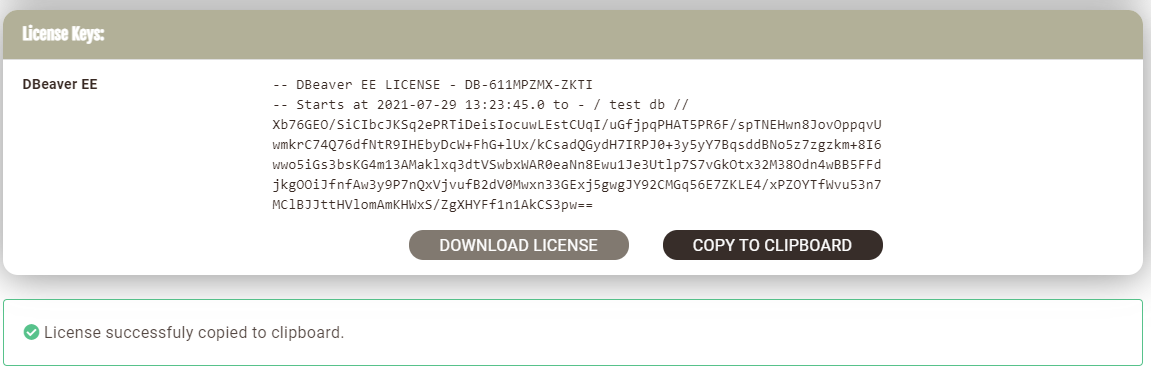 License Keys:
DBeaver EE
-- DBeaver EE LICENSE - DB-611MPZMX-ZKTI
-- Starts at 2021-07-29 13:23:45.0 to - / test db //
Xb76GEO/SiCIbcJKSq2ePRTiDeisIocuwLEstCUqI/uGfjpqPHAT5PR6F/spTNEHwn8JovOppqvU
wmkrC74Q76dfNtR9IHEbyDcW+FhG+lUx/kCsadQGydH7IRPJ0+3y5yY7BqsddBNo5z7zgzkm+8I6
wwo5iGs3bsKG4m13AMaklxq3dtVSwbxWAR0eaNn8Ewu1Je3Utlp7S7vGkOtx32M38Odn4wBB5FFd
jkgOOiJfnfAw3y9P7nQxVjvufB2dV0Mwxn33GExj5gwgJY92CMGq56E7ZKLE4/xPZOYTfWvu53n7
MClBJJttHVlomAmKHWxS/ZgXHYFf1n1AkCS3pw==
DOWNLOAD LICENSE COPY TO CLIPBOARD
License successfuly copied to clipboard.